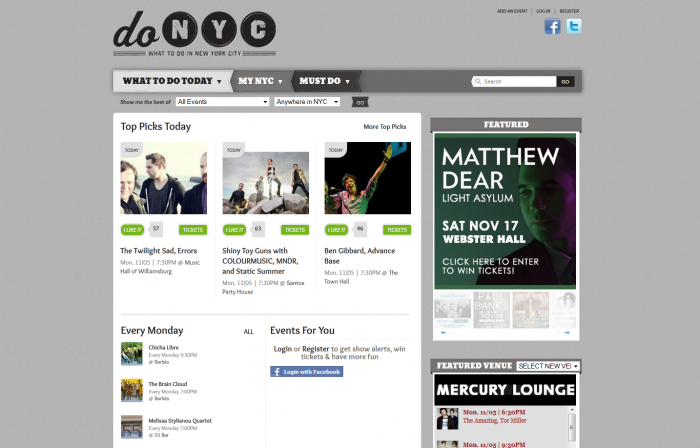 ADD AN EVENT | LOG IN | REGISTER
do NYC
WHAT TO DO IN NEW YORK CITY
WHAT TO DO TODAY ▼ MY NYC ▼ MUST DO ▼
Search GO
Show me the best of All Events Anywhere in NYC GO
Top Picks Today More Top Picks
TODAY TODAY TODAY
I LIKE IT 57 TICKETS I LIKE IT 63 TICKETS I LIKE IT 46 TICKETS
The Twilight Sad, Errors
Mon. 11|05 | 7:30PM @ Music
Hall of Williamsburg
Shiny Toy Guns with
COLOURMUSIC, MNDR,
and Static Summer
Mon. 11|05 | 7:30PM @ Santos
Party House
Ben Gibbard, Advance
Base
Mon. 11|05 | 7:30PM @ The
Town Hall
Every Monday ALL
Chicha Libre
Every Monday 9:30PM
@ Barbès
The Brain Cloud
Every Monday 7:00PM
@ Barbès
Melissa Stylianou Quartet
Every Monday 7:00PM
@ 55 Bar
Events For You
Login or Register to get show alerts, win
tickets & have more fun
f Login with Facebook
FEATURED
MATTHEW
DEAR
LIGHT ASYLUM
SAT NOV 17
WEBSTER HALL
CLICK HERE TO ENTER
TO WIN TICKETS!
FEATURED VENUE SELECT NEW VE
MERCURY LOUNGE
Mon. 11/05 | 6:30PM
The Amazing, Tor Miller
Mon. 11/05 | 9:30PM